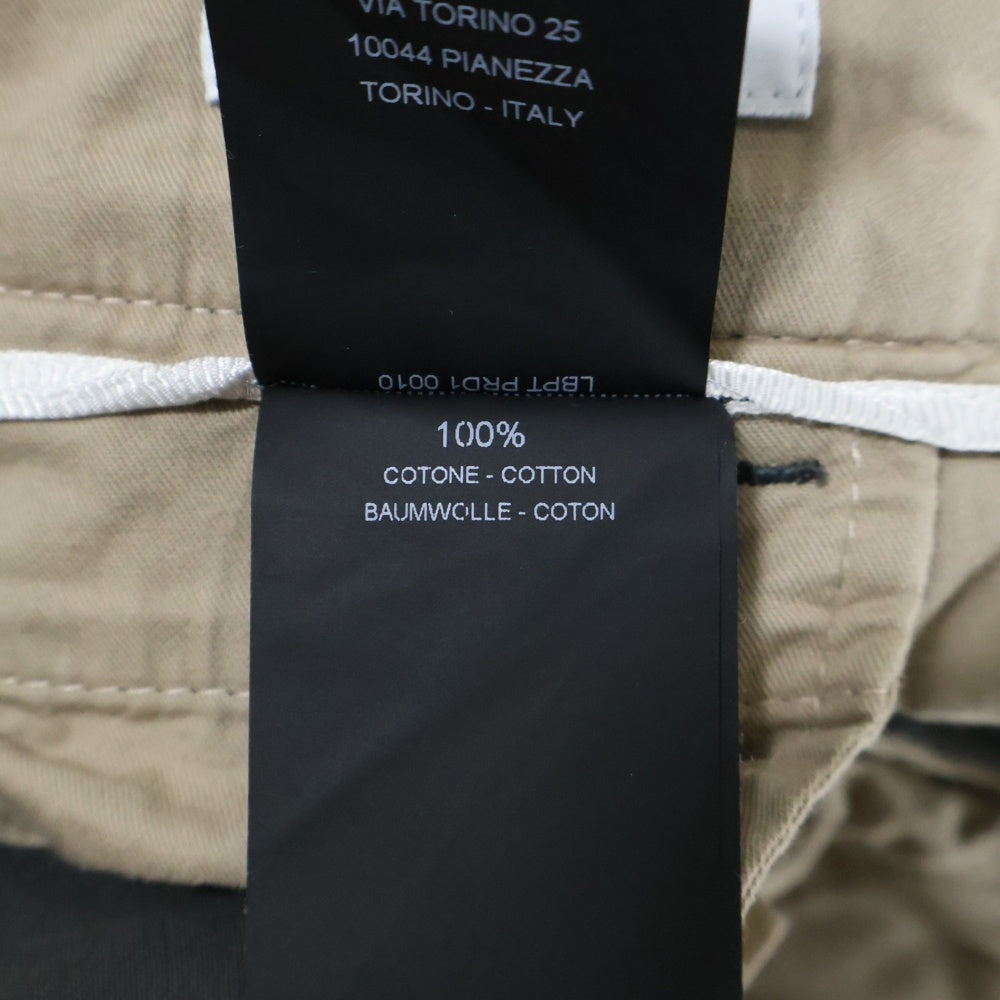 VIA TORINO 25
10044 PIANEZZA
TORINO - ITALY
LBPT PRD1 0010
100%
COTONE - COTTON
BAUMWOLLE - COTON